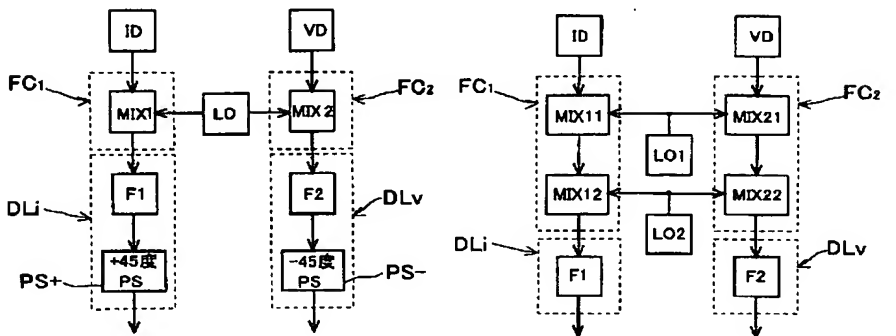 ID
VD
FC1
MIX1
LO
MIX2
FC2
DLi
F1
F2
DLv
PS+
+45度
PS
-45度
PS
PS-
ID
VD
FC1
MIX11
MIX21
FC2
LO1
MIX12
MIX22
LO2
DLi
F1
F2
DLv